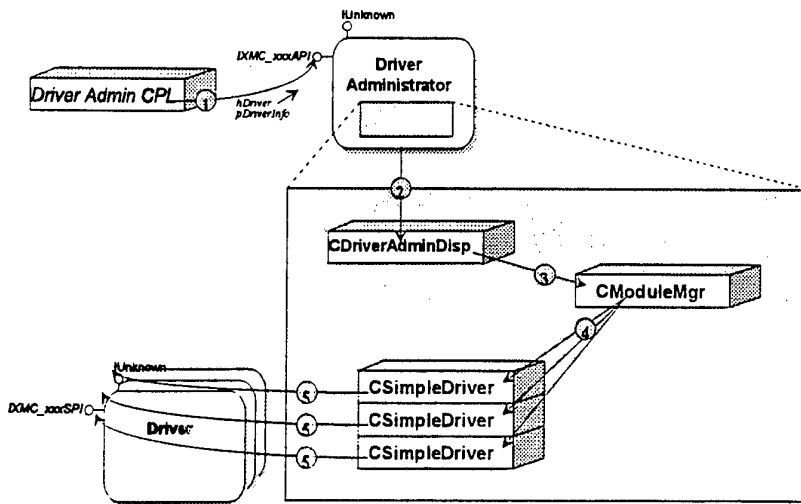 IUnknown
IXMC_xxxAPI
Driver
Administrator
Driver Admin CPL
1
hDriver
pDriverInfo
2
CDriverAdminDisp
3
CModuleMgr
4
IUnknown
CSimpleDriver
5
IXMC_xxxSPI
CSimpleDriver
5
Driver
CSimpleDriver
5